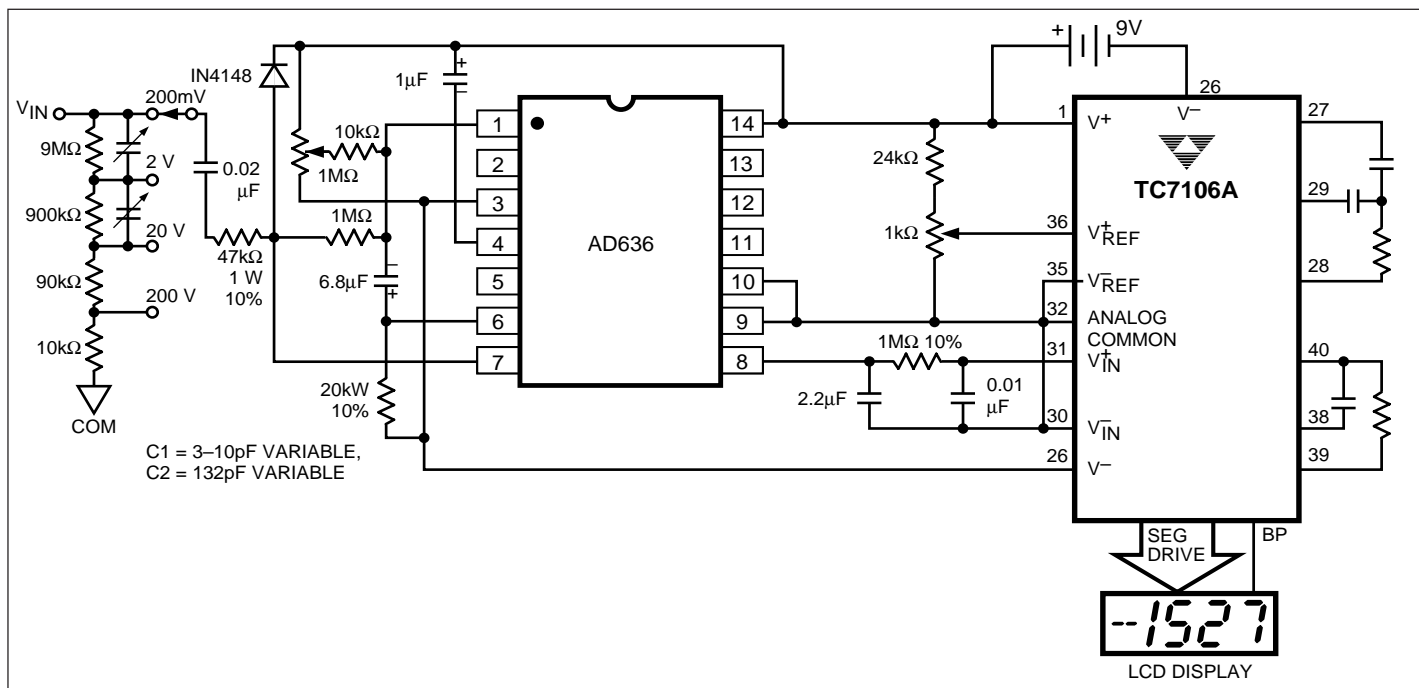 VIN
200mV
9MΩ
2 V
900kΩ
20 V
90kΩ
200 V
10kΩ
COM
C1 = 3–10pF VARIABLE,
C2 = 132pF VARIABLE
IN4148
0.02
µF
47kΩ
1 W
10%
1µF
+
–
10kΩ
1MΩ
1MΩ
6.8µF
–
+
20kW
10%
1
2
3
4
5
6
7
AD636
14
13
12
11
10
9
8
24kΩ
1kΩ
1MΩ 10%
2.2µF
0.01
µF
+
9V
26
V–
1
V+
TC7106A
36
V+REF
35
V–REF
32
ANALOG
COMMON
31
V+IN
30
V–IN
26
V–
27
29
28
40
38
39
SEG
DRIVE
BP
--1527
LCD DISPLAY